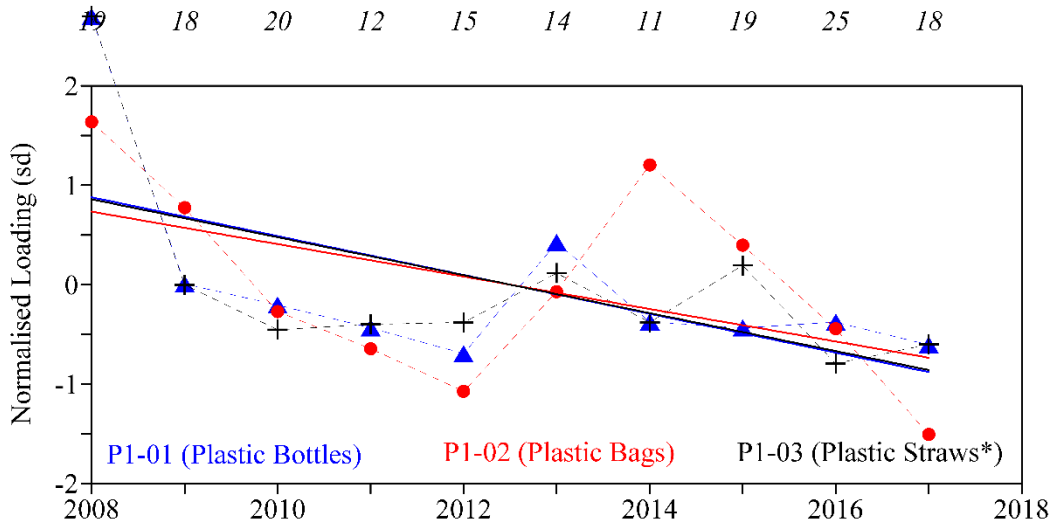 19 18 20 12 15 14 11 19 25 18
2
1
0
-1
-2
Normalised Loading (sd)
P1-01 (Plastic Bottles) P1-02 (Plastic Bags) P1-03 (Plastic Straws*)
2008 2010 2012 2014 2016 2018